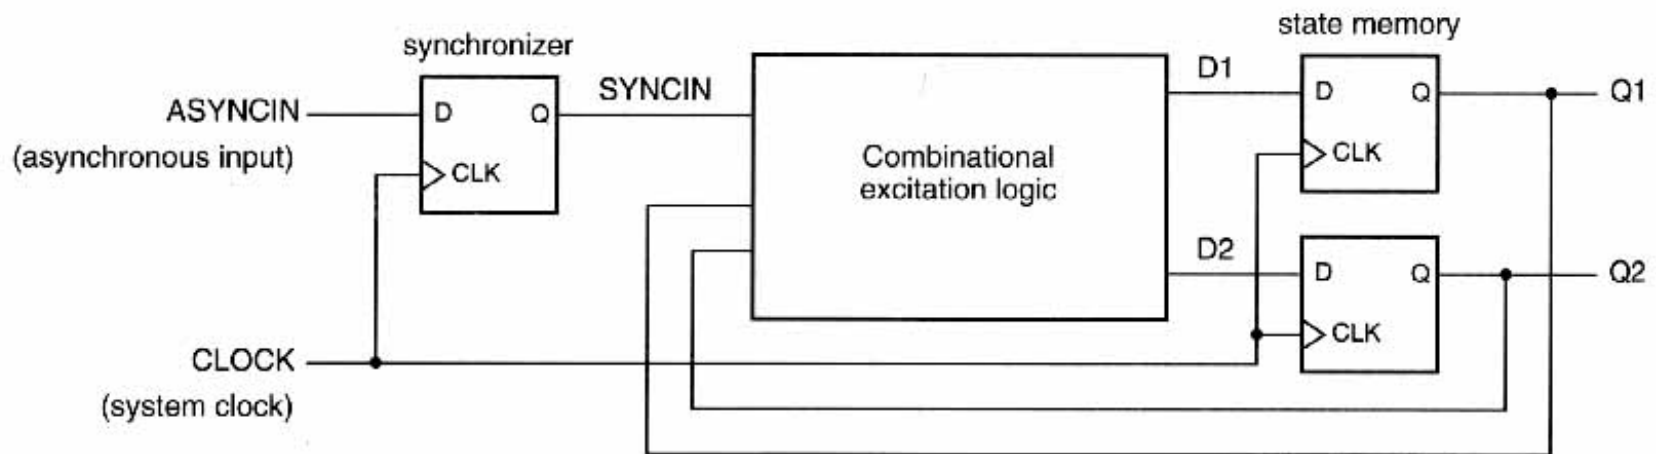 synchronizer
state memory
ASYNCIN
(asynchronous input)
D
Q
CLK
SYNCIN
Combinational
excitation logic
D1
D
Q
CLK
Q1
D2
D
Q
CLK
Q2
CLOCK
(system clock)